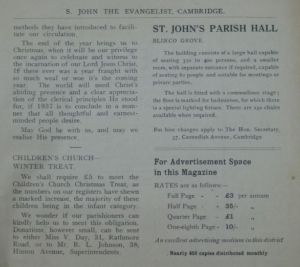 S. JOHN THE EVANGELIST, CAMBRIDGE.
methods they have introduced to facilitate our circulation.
The end of the year brings us to
Christmas, when it will be our privilege
once again to celebrate and witness to
the incarnation of our Lord Jesus Christ.
If there ever was a year fraught with
so much weal or woe it's the coming
year. The world will need Christ's
abiding presence and a clear apprecia-
tion of the clerical principles He stood
for, if 1937 is to conclude in a manner
that all thoughtful and earnest-
minded people desire.
May God be with us, and may we
realise His presence.
CHILDREN'S CHURCH—
WINTER TREAT.
We shall require £5 to meet the
Children's Church Christmas Treat, as
the numbers on our registers have shewn
a marked increase, the majority of these
children being in the infant category.
We wonder if our parishioners can
kindly help us to meet this obligation.
Donations, however small, can be sent
to either Miss V. Day, 31, Rathmore
Road, or to Mr. R. L. Johnson, 38,
Hinton Avenue, Superintendents.
ST. JOHN'S PARISH HALL
BLINCO GROVE
The building consists of a large hall capable
of seating 350 to 400 persons, and a smaller
room, with separate entrance if required, capable
of seating 50 people and suitable for meetings or
private parties.
The hall is fitted with a commodious stage;
the floor is marked for badminton, for which there
is a special lighting fixture. There are 250 chairs
available when required.
For hire charges apply to The Hon. Secretary
57, Cavendish Avenue, Cambridge.
For Advertisement Space
in this Magazine
RATES are as follows:—
Full Page - - £3 per annum
Half Page - - 35/- "
Quarter Page - £1 "
One-eighth Page - 10/- "
An excellent advertising medium in this district
Nearly 400 copies distributed monthly